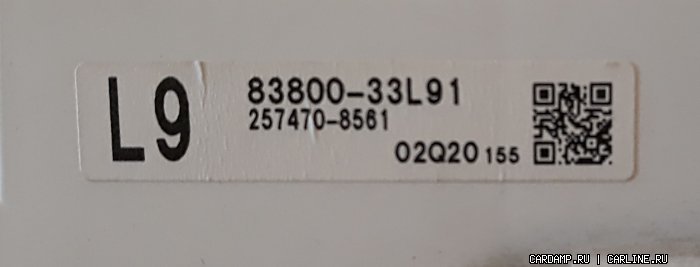 L9
83800-33L91
257470-8561
02Q20 155
CARDAMP.RU | CARLINE.RU